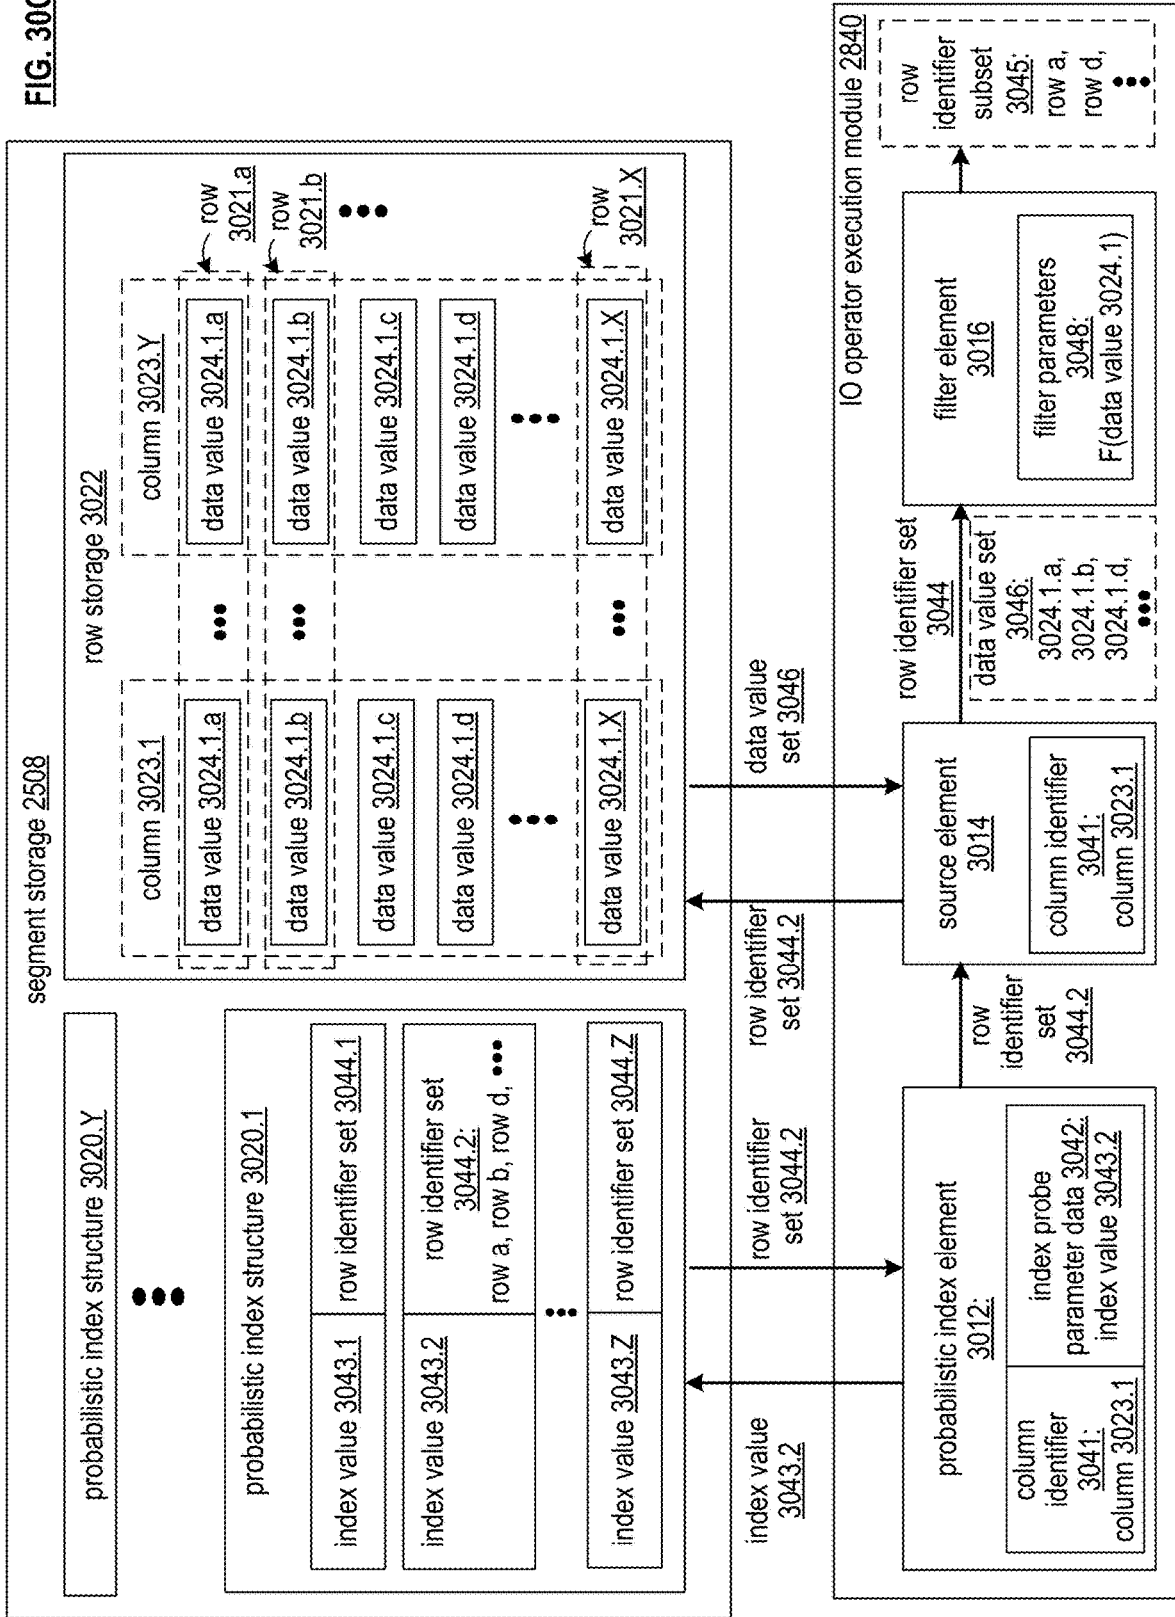 FIG. 30C
segment storage 2508
probabilistic index structure 3020.Y
probabilistic index structure 3020.1
index value 3043.1
row identifier set 3044.1
index value 3043.2
row identifier set
3044.2:
row a, row b, row d,
index value 3043.Z
row identifier set 3044.Z
row storage 3022
column 3023.1
data value 3024.1.a
data value 3024.1.b
data value 3024.1.c
data value 3024.1.d
data value 3024.1.X
column 3023.Y
data value 3024.1.a
data value 3024.1.b
data value 3024.1.c
data value 3024.1.d
data value 3024.1.X
row
3021.a
row
3021.b
row
3021.X
index value
3043.2
row identifier
set 3044.2
row identifier
set 3044.2
data value
set 3046
IO operator execution module 2840
probabilistic index element
3012:
column
identifier
3041:
column 3023.1
index probe
parameter data 3042:
index value 3043.2
row
identifier
set
3044.2
source element
3014
column identifier
3041:
column 3023.1
row identifier set
3044
data value set
3046:
3024.1.a,
3024.1.b,
3024.1.d,
filter element
3016
filter parameters
3048:
F(data value 3024.1)
row
identifier
subset
3045:
row a,
row d,